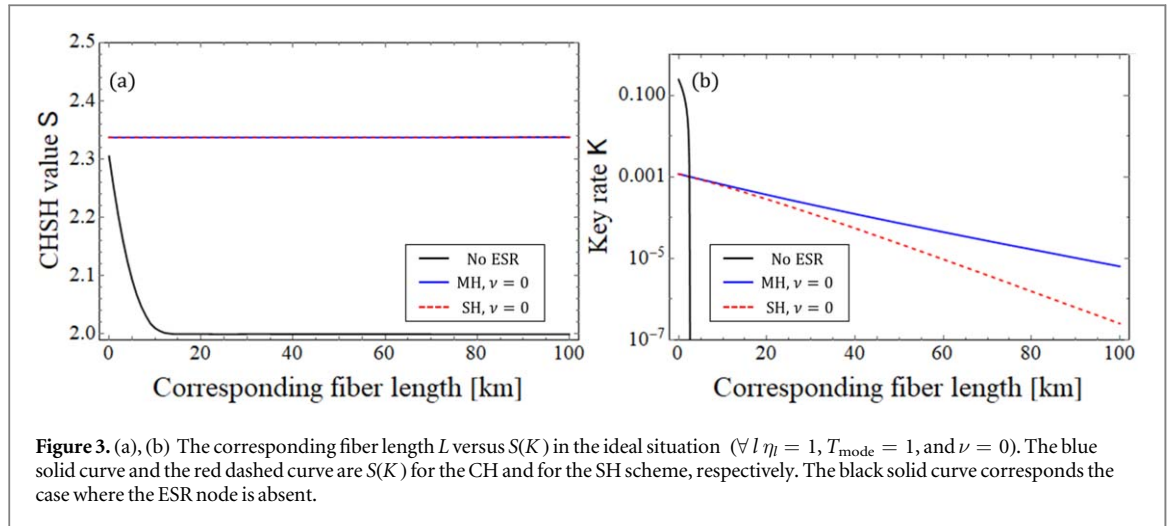 (a)
2.5
2.4
2.3
2.2
2.1
2.0
CHSH value S
No ESR
MH, ν = 0
SH, ν = 0
0 20 40 60 80 100
Corresponding fiber length [km]
(b)
0.100
0.001
10⁻⁵
10⁻⁷
Key rate K
No ESR
MH, ν = 0
SH, ν = 0
0 20 40 60 80 100
Corresponding fiber length [km]
Figure 3. (a), (b) The corresponding fiber length L versus S(K) in the ideal situation (∀ l η_l = 1, T_mode = 1, and ν = 0). The blue
solid curve and the red dashed curve are S(K) for the CH and for the SH scheme, respectively. The black solid curve corresponds the
case where the ESR node is absent.